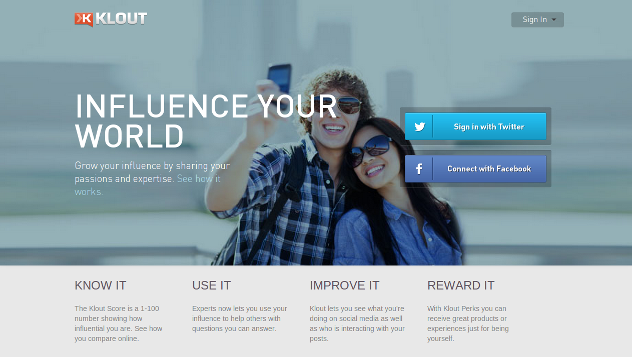 KLOUT
Sign In
INFLUENCE YOUR
WORLD
Grow your influence by sharing your
passions and expertise. See how it
works.
Sign in with Twitter
Connect with Facebook
KNOW IT
The Klout Score is a 1-100
number showing how
influential you are. See how
you compare online.
USE IT
Experts now lets you use your
influence to help others with
questions you can answer.
IMPROVE IT
Klout lets you see what you're
doing on social media as well
as who is interacting with your
posts.
REWARD IT
With Klout Perks you can
receive great products or
experiences just for being
yourself.